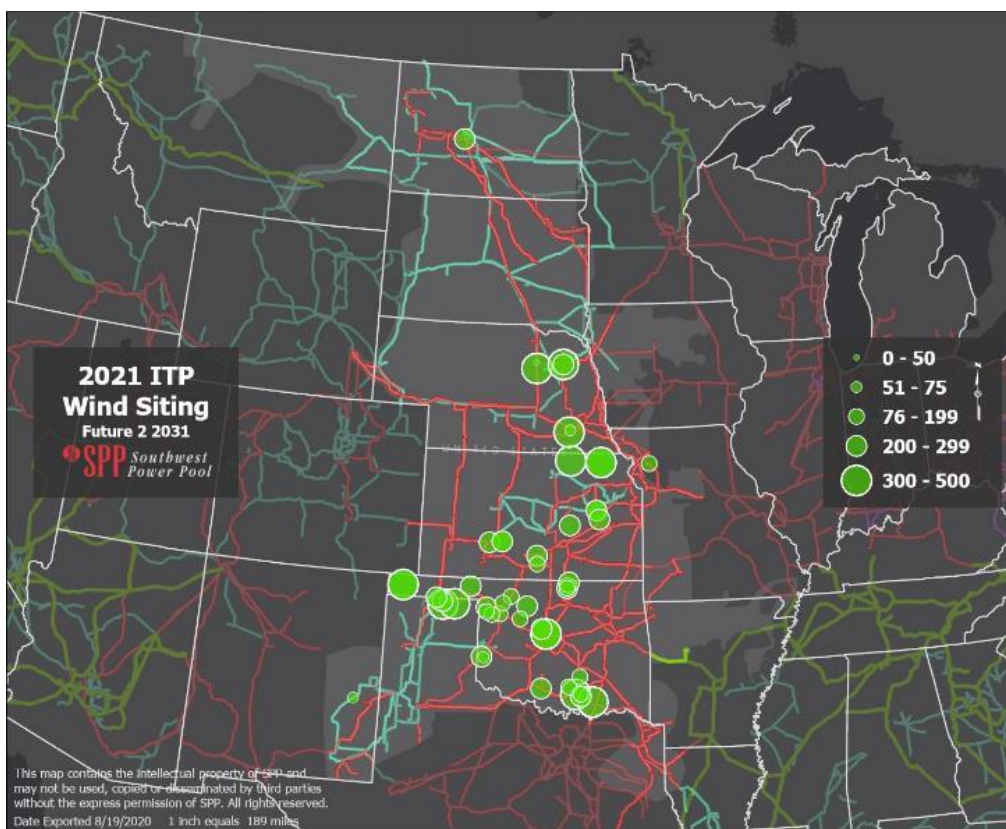 2021 ITP
Wind Siting
Future 2 2031
SPP Southwest
Power Pool
UNITED STATES
0 - 50
51 - 75
76 - 199
200 - 299
300 - 500
This map contains the intellectual property of SPP and
may not be used, copied or disseminated by third parties
without the express permission of SPP. All rights reserved.
Date Exported 8/19/2020 1 inch equals 189 miles